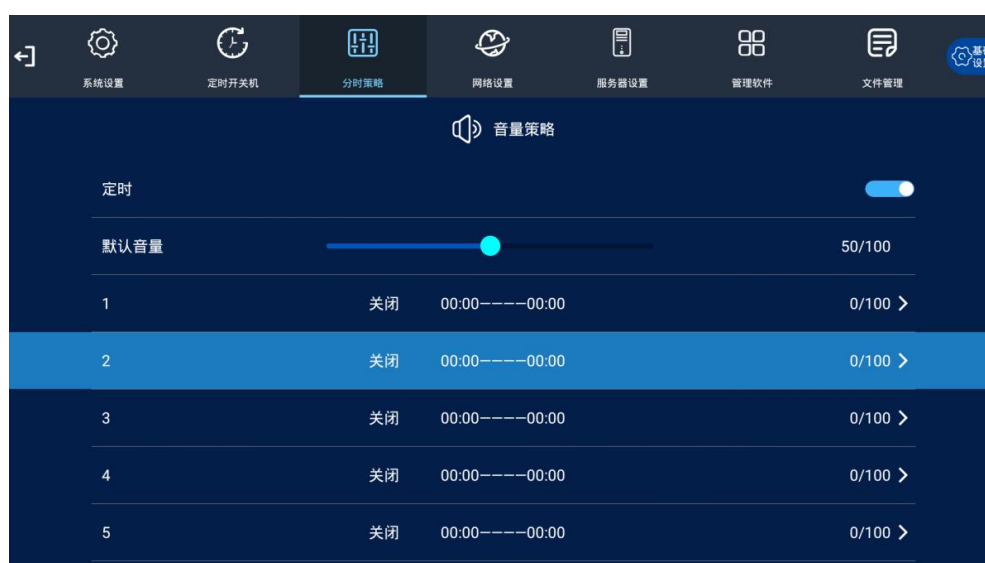 系统设置 定时开关机 分时策略 网络设置 服务器设置 管理软件 文件管理
音量策略
定时
默认音量 50/100
1 关闭 00:00————00:00 0/100
2 关闭 00:00————00:00 0/100
3 关闭 00:00————00:00 0/100
4 关闭 00:00————00:00 0/100
5 关闭 00:00————00:00 0/100